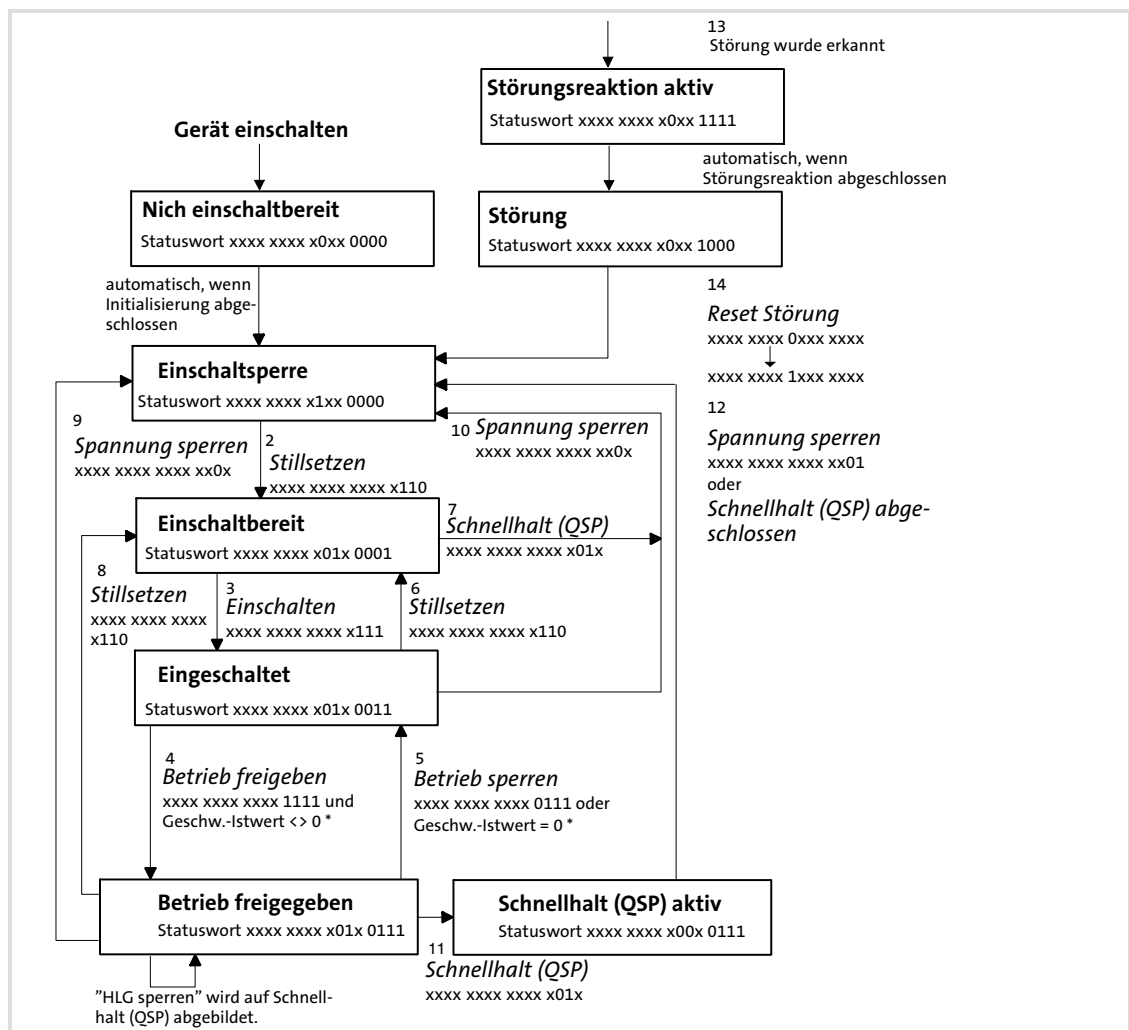 13
Störung wurde erkannt
Störungsreaktion aktiv
Statuswort xxxx xxxx x0xx 1111
Gerät einschalten
automatisch, wenn
Störungsreaktion abgeschlossen
Nich einschaltbereit
Statuswort xxxx xxxx x0xx 0000
Störung
Statuswort xxxx xxxx x0xx 1000
automatisch, wenn
Initialisierung abge-
schlossen
14
Reset Störung
xxxx xxxx 0xxx xxxx
xxxx xxxx 1xxx xxxx
Einschaltsperre
Statuswort xxxx xxxx x1xx 0000
9
Spannung sperren
xxxx xxxx xxxx xx0x
2
Stillsetzen
xxxx xxxx xxxx x110
10 Spannung sperren
xxxx xxxx xxxx xx0x
12
Spannung sperren
xxxx xxxx xxxx xx01
oder
Schnellhalt (QSP) abge-
schlossen
Einschaltbereit
Statuswort xxxx xxxx x01x 0001
7
Schnellhalt (QSP)
xxxx xxxx xxxx x01x
8
Stillsetzen
xxxx xxxx xxxx
x110
3
Einschalten
xxxx xxxx xxxx x111
6
Stillsetzen
xxxx xxxx xxxx x110
Eingeschaltet
Statuswort xxxx xxxx x01x 0011
4
Betrieb freigeben
xxxx xxxx xxxx 1111 und
Geschw.-Istwert <> 0 *
5
Betrieb sperren
xxxx xxxx xxxx 0111 oder
Geschw.-Istwert = 0 *
Betrieb freigegeben
Statuswort xxxx xxxx x01x 0111
Schnellhalt (QSP) aktiv
Statuswort xxxx xxxx x00x 0111
11
Schnellhalt (QSP)
xxxx xxxx xxxx x01x
”HLG sperren” wird auf Schnell-
halt (QSP) abgebildet.